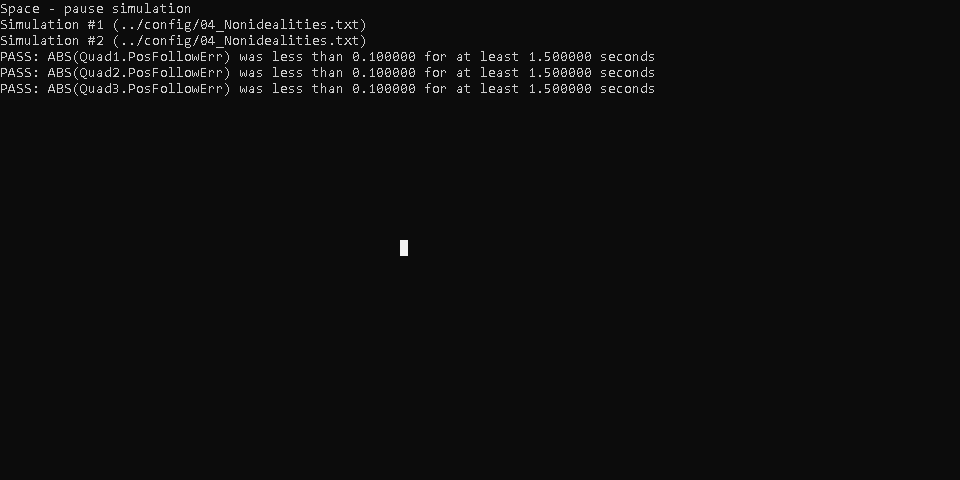 Space - pause simulation
Simulation #1 (../config/04_Nonidealities.txt)
Simulation #2 (../config/04_Nonidealities.txt)
PASS: ABS(Quad1.PosFollowErr) was less than 0.100000 for at least 1.500000 seconds
PASS: ABS(Quad2.PosFollowErr) was less than 0.100000 for at least 1.500000 seconds
PASS: ABS(Quad3.PosFollowErr) was less than 0.100000 for at least 1.500000 seconds